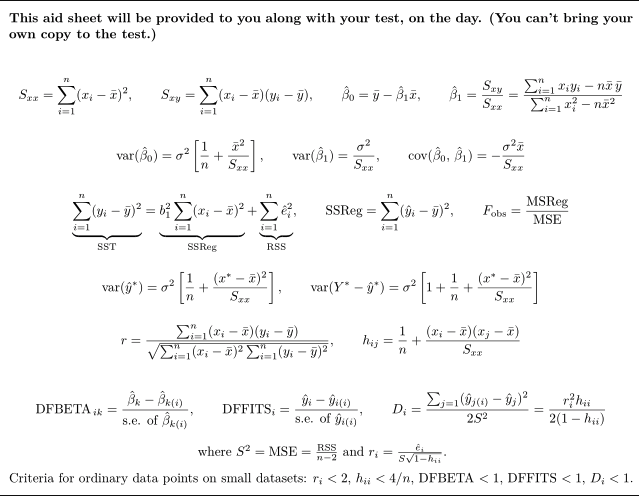 This aid sheet will be provided to you along with your test, on the day. (You can't bring your
own copy to the test.)
$S_{xx} = \sum_{i=1}^{n}(x_i - \bar{x})^2, \quad S_{xy} = \sum_{i=1}^{n}(x_i - \bar{x})(y_i - \bar{y}), \quad \hat{\beta}_0 = \bar{y} - \hat{\beta}_1\bar{x}, \quad \hat{\beta}_1 = \frac{S_{xy}}{S_{xx}} = \frac{\sum_{i=1}^{n} x_i y_i - n\bar{x}\,\bar{y}}{\sum_{i=1}^{n} x_i^2 - n\bar{x}^2}$
$\text{var}(\hat{\beta}_0) = \sigma^2\left[\frac{1}{n} + \frac{\bar{x}^2}{S_{xx}}\right], \quad \text{var}(\hat{\beta}_1) = \frac{\sigma^2}{S_{xx}}, \quad \text{cov}(\hat{\beta}_0, \hat{\beta}_1) = -\frac{\sigma^2\bar{x}}{S_{xx}}$
$\underbrace{\sum_{i=1}^{n}(y_i - \bar{y})^2}_{\text{SST}} = \underbrace{b_1^2\sum_{i=1}^{n}(x_i - \bar{x})^2}_{\text{SSReg}} + \underbrace{\sum_{i=1}^{n}\hat{e}_i^2}_{\text{RSS}}, \quad \text{SSReg} = \sum_{i=1}^{n}(\hat{y}_i - \bar{y})^2, \quad F_{\text{obs}} = \frac{\text{MSReg}}{\text{MSE}}$
$\text{var}(\hat{y}^*) = \sigma^2\left[\frac{1}{n} + \frac{(x^* - \bar{x})^2}{S_{xx}}\right], \quad \text{var}(Y^* - \hat{y}^*) = \sigma^2\left[1 + \frac{1}{n} + \frac{(x^* - \bar{x})^2}{S_{xx}}\right]$
$r = \frac{\sum_{i=1}^{n}(x_i - \bar{x})(y_i - \bar{y})}{\sqrt{\sum_{i=1}^{n}(x_i - \bar{x})^2 \sum_{i=1}^{n}(y_i - \bar{y})^2}}, \quad h_{ij} = \frac{1}{n} + \frac{(x_i - \bar{x})(x_j - \bar{x})}{S_{xx}}$
$\text{DFBETA}_{ik} = \frac{\hat{\beta}_k - \hat{\beta}_{k(i)}}{\text{s.e. of } \hat{\beta}_{k(i)}}, \quad \text{DFFITS}_i = \frac{\hat{y}_i - \hat{y}_{i(i)}}{\text{s.e. of } \hat{y}_{i(i)}}, \quad D_i = \frac{\sum_{j=1}(\hat{y}_{j(i)} - \hat{y}_j)^2}{2S^2} = \frac{r_i^2 h_{ii}}{2(1 - h_{ii})}$
where $S^2 = \text{MSE} = \frac{\text{RSS}}{n-2}$ and $r_i = \frac{\hat{e}_i}{S\sqrt{1-h_{ii}}}$.
Criteria for ordinary data points on small datasets: $r_i < 2$, $h_{ii} < 4/n$, DFBETA < 1, DFFITS < 1, $D_i < 1$.